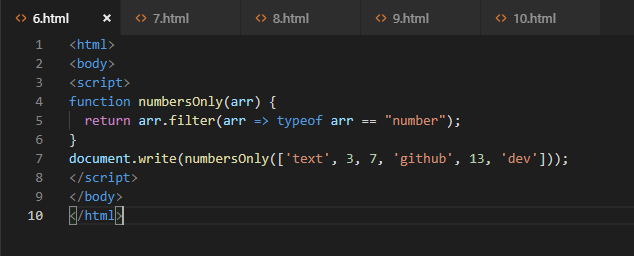 <> 6.html × <> 7.html <> 8.html <> 9.html <> 10.html
1 <html>
2 <body>
3 <script>
4 function numbersOnly(arr) {
5   return arr.filter(arr => typeof arr == "number");
6 }
7 document.write(numbersOnly(['text', 3, 7, 'github', 13, 'dev']));
8 </script>
9 </body>
10 </html>